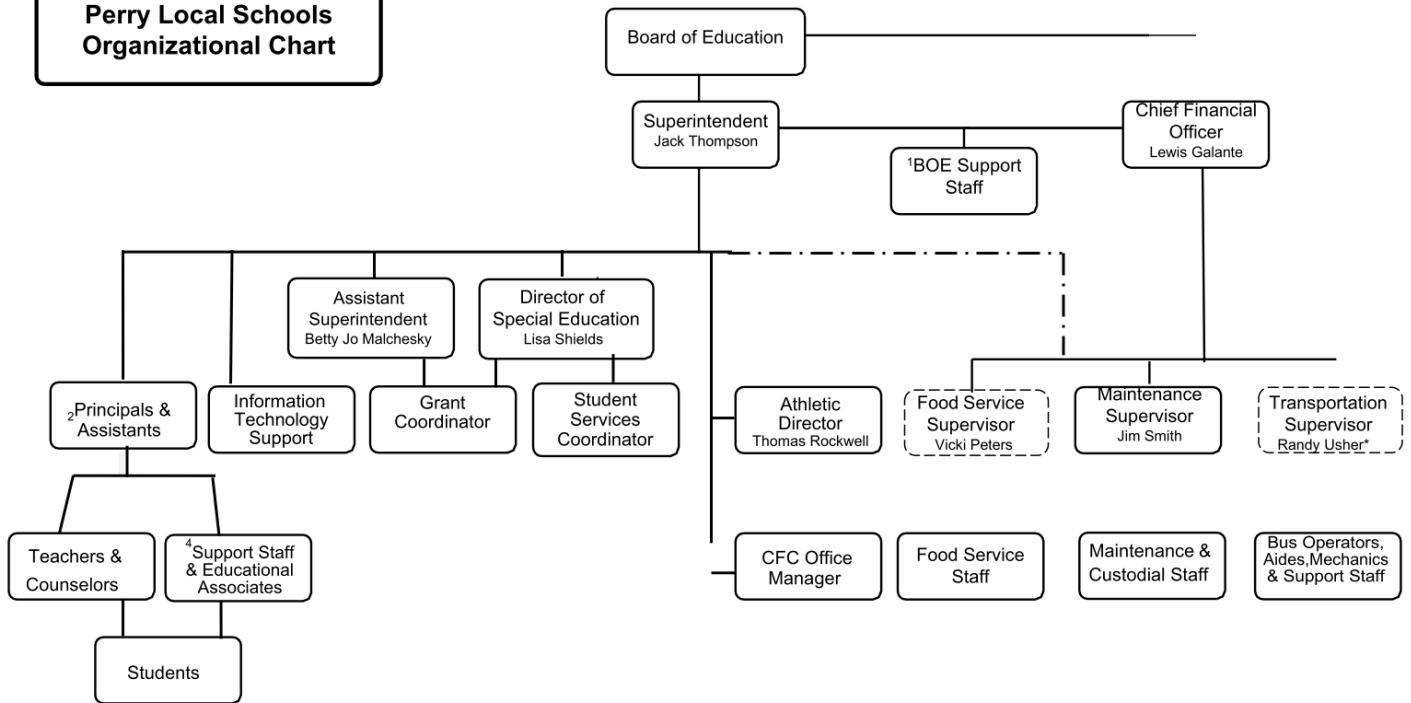 Perry Local Schools
Organizational Chart
Board of Education
Superintendent
Jack Thompson
Chief Financial
Officer
Lewis Galante
¹BOE Support
Staff
Assistant
Superintendent
Betty Jo Malchesky
Director of
Special Education
Lisa Shields
₂Principals &
Assistants
Information
Technology
Support
Grant
Coordinator
Student
Services
Coordinator
Athletic
Director
Thomas Rockwell
Food Service
Supervisor
Vicki Peters
Maintenance
Supervisor
Jim Smith
Transportation
Supervisor
Randy Usher*
Teachers &
Counselors
⁴Support Staff
& Educational
Associates
CFC Office
Manager
Food Service
Staff
Maintenance &
Custodial Staff
Bus Operators,
Aides,Mechanics
& Support Staff
Students